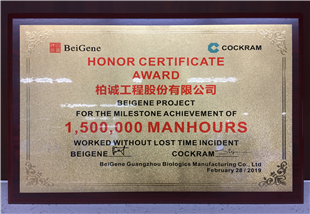 BeiGene COCKRAM
HONOR CERTIFICATE
AWARD
柏诚工程股份有限公司
BEIGENE PROJECT
FOR THE MILESTONE ACHIEVEMENT OF
1,500,000 MANHOURS
WORKED WITHOUT LOST TIME INCIDENT
BEIGENE COCKRAM
BeiGene Guangzhou Biologics Manufacturing Co., Ltd
February 28 / 2019